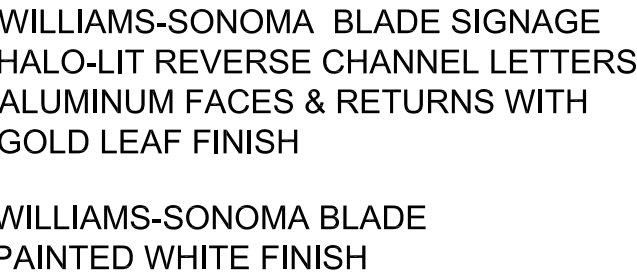 WILLIAMS-SONOMA BLADE SIGNAGE
HALO-LIT REVERSE CHANNEL LETTERS
ALUMINUM FACES & RETURNS WITH
GOLD LEAF FINISH
WILLIAMS-SONOMA BLADE
PAINTED WHITE FINISH